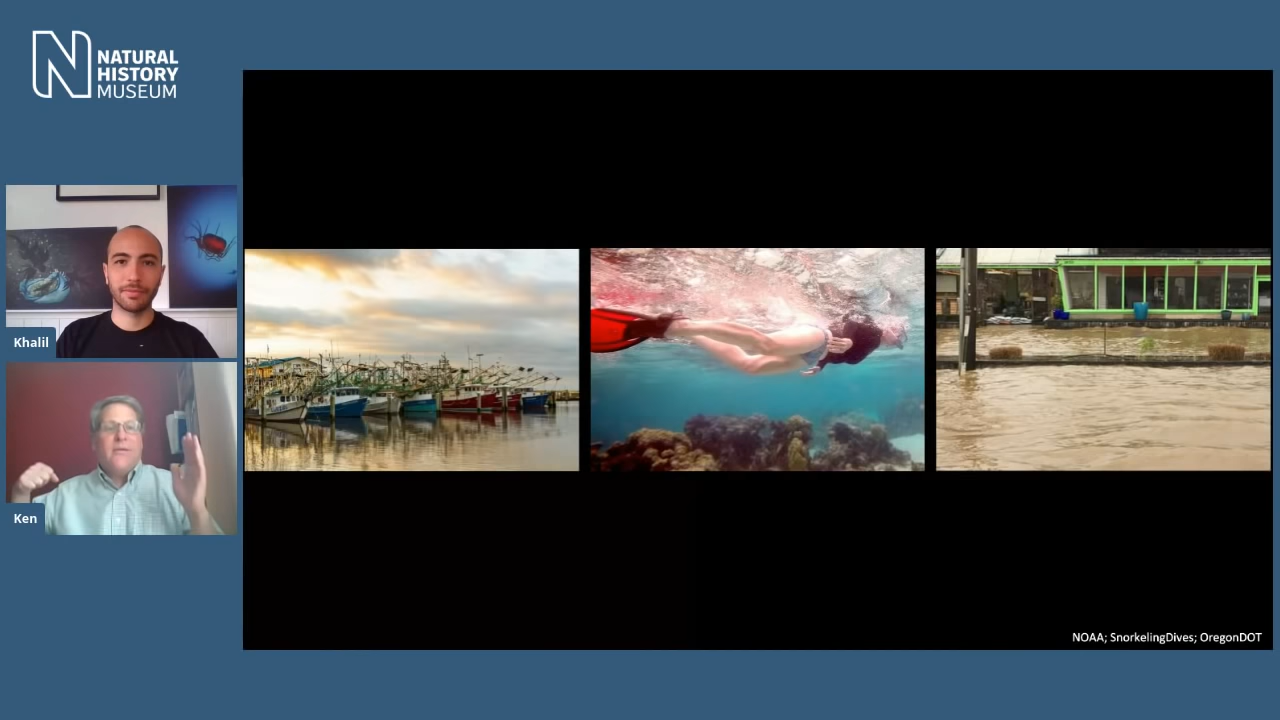 NATURAL
HISTORY
MUSEUM
Khalil
Ken
NOAA; SnorkelingDives; OregonDOT